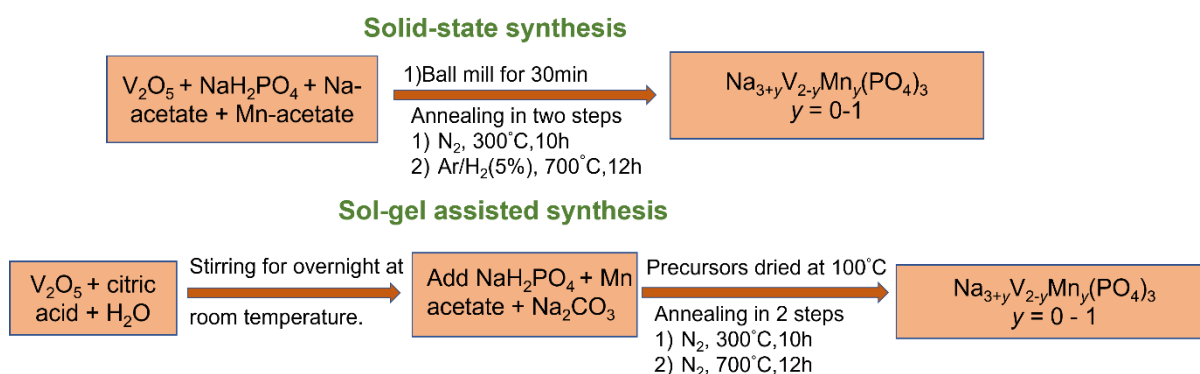 Solid-state synthesis
V₂O₅ + NaH₂PO₄ + Na-
acetate + Mn-acetate
1)Ball mill for 30min
Annealing in two steps
1) N₂, 300°C,10h
2) Ar/H₂(5%), 700°C,12h
Na₃₊yV₂₋yMny(PO₄)₃
y = 0-1
Sol-gel assisted synthesis
V₂O₅ + citric
acid + H₂O
Stirring for overnight at
room temperature.
Add NaH₂PO₄ + Mn
acetate + Na₂CO₃
Precursors dried at 100°C
Annealing in 2 steps
1) N₂, 300°C,10h
2) N₂, 700°C,12h
Na₃₊yV₂₋yMny(PO₄)₃
y = 0 - 1